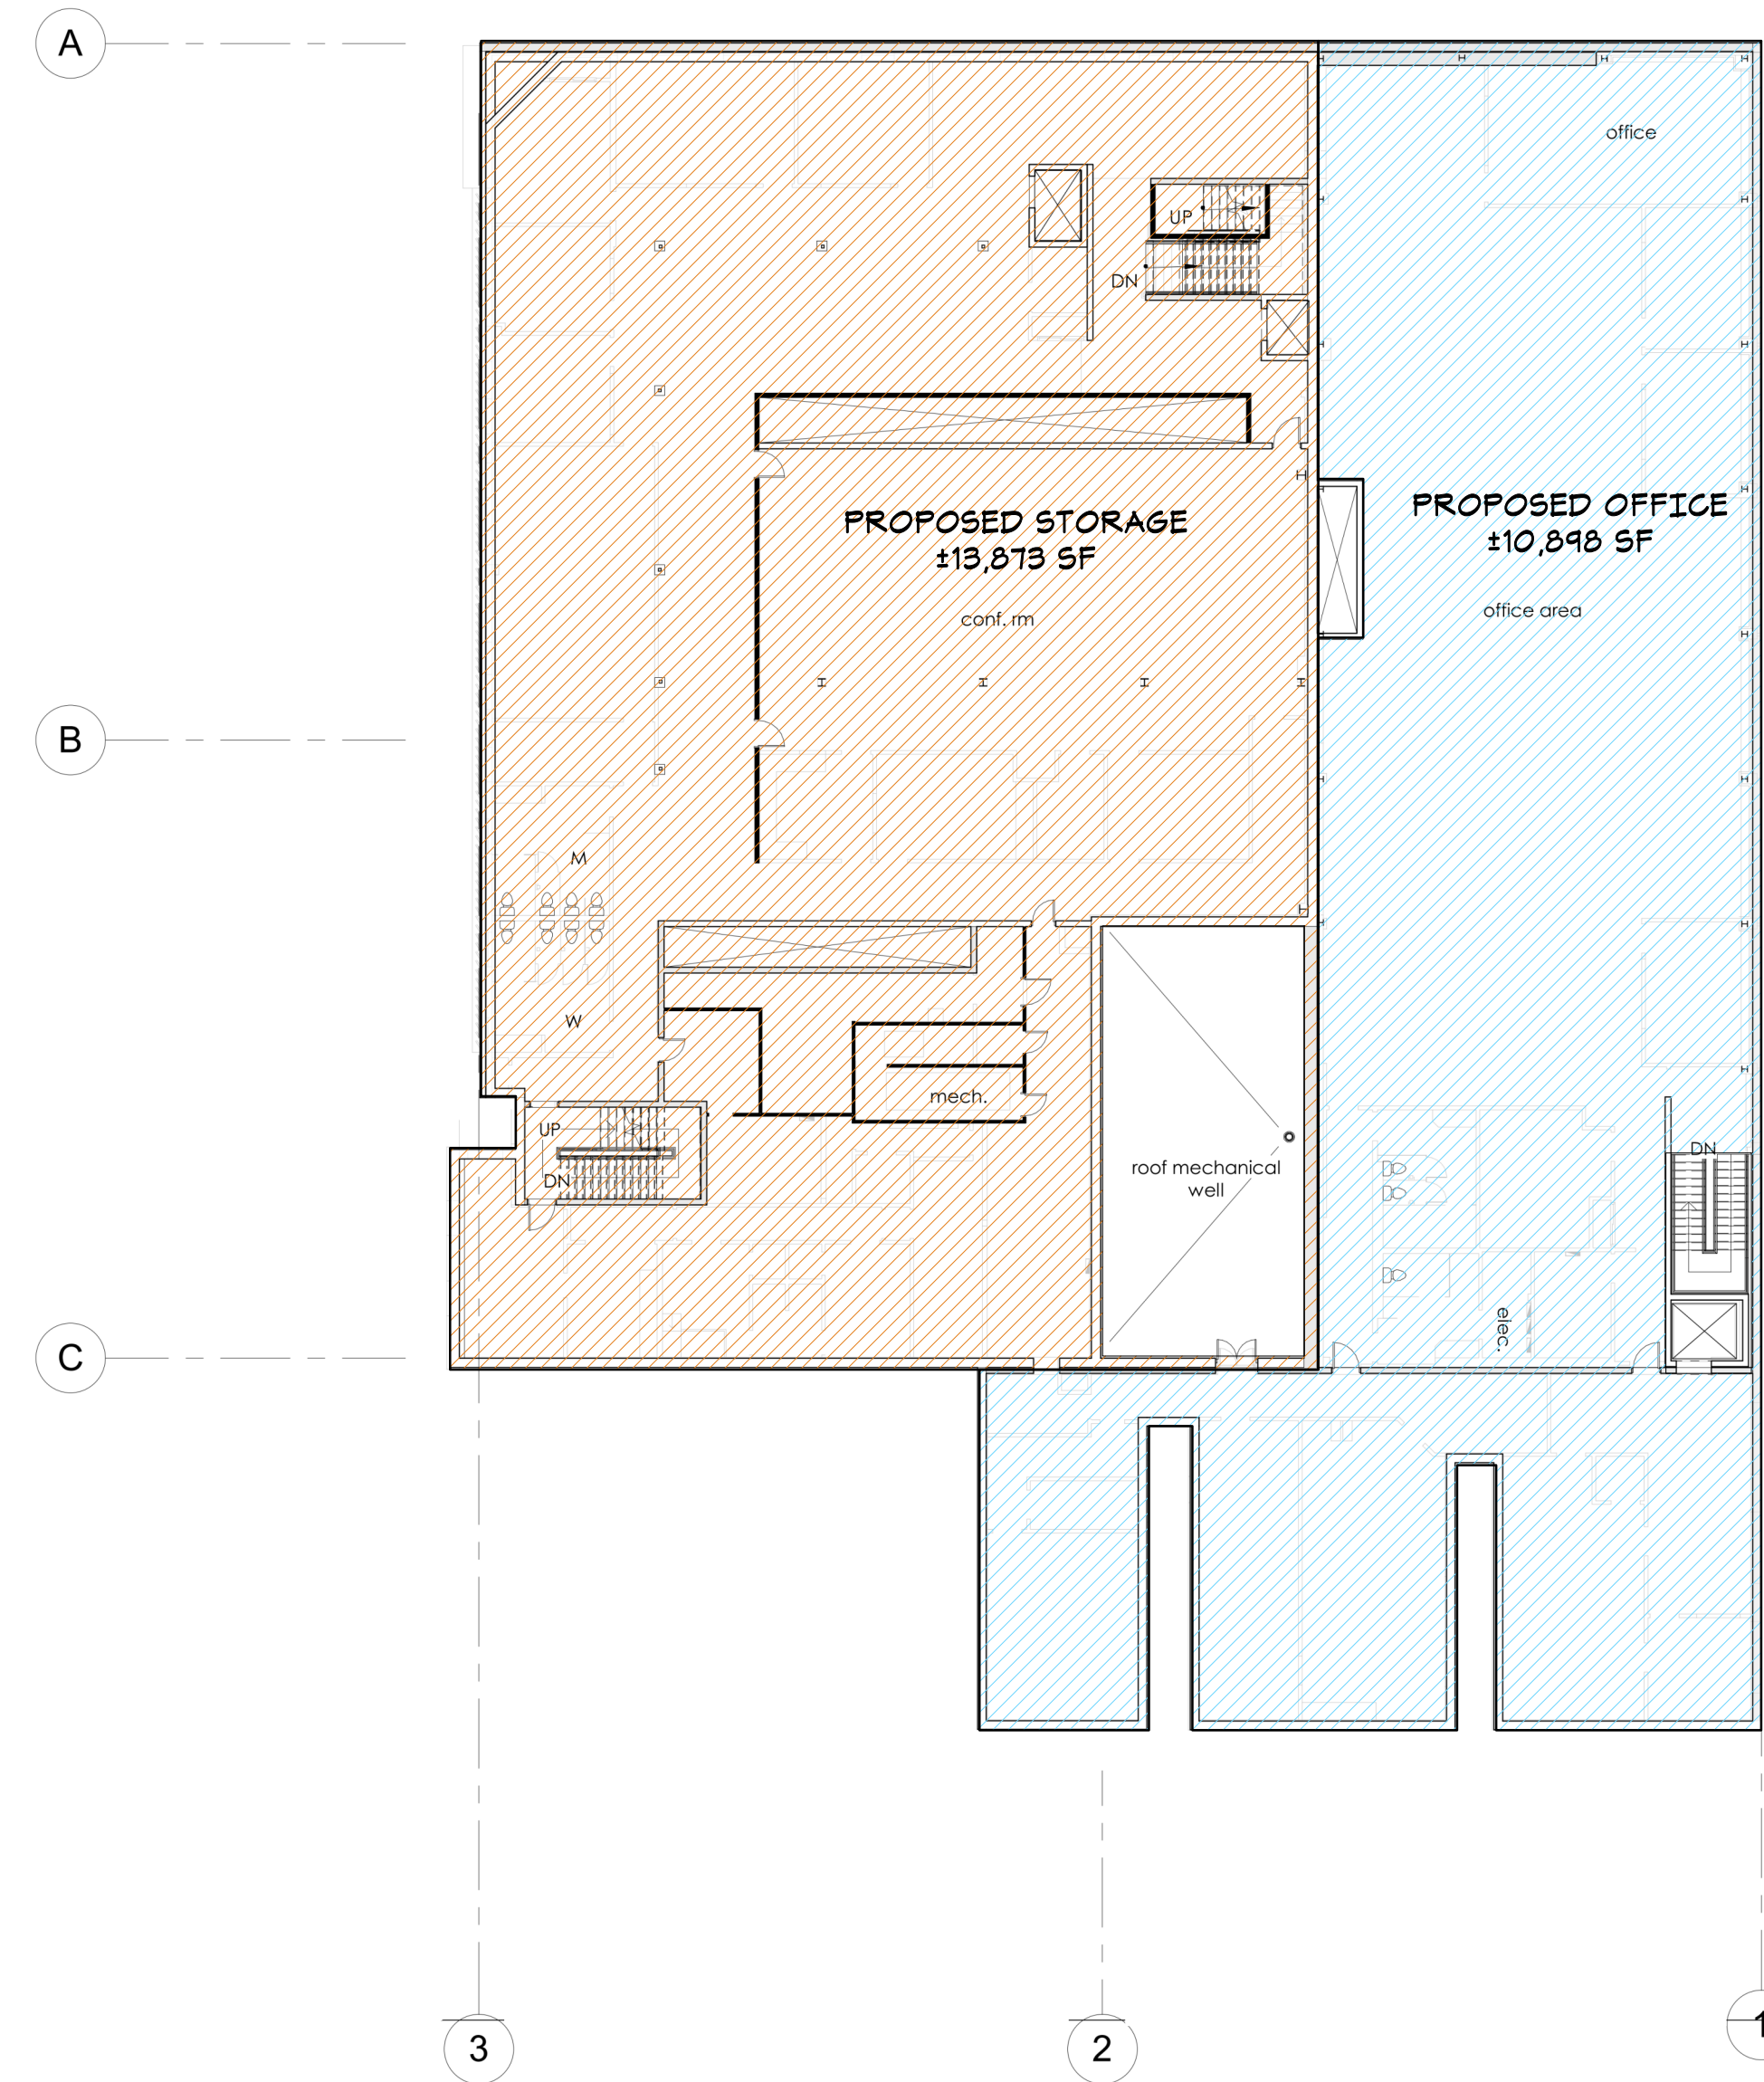 A
office
UP
DN
PROPOSED STORAGE
±13,873 SF
PROPOSED OFFICE
±10,898 SF
conf. rm
office area
B
M
W
mech.
UP
DN
DN
roof mechanical
well
elec.
C
3
2
1